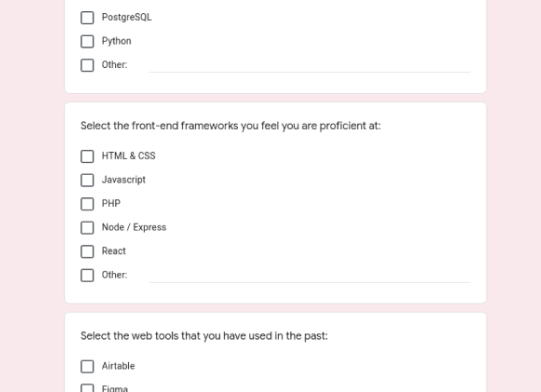 PostgreSQL
Python
Other:
Select the front-end frameworks you feel you are proficient at:
HTML & CSS
Javascript
PHP
Node / Express
React
Other:
Select the web tools that you have used in the past:
Airtable
Figma